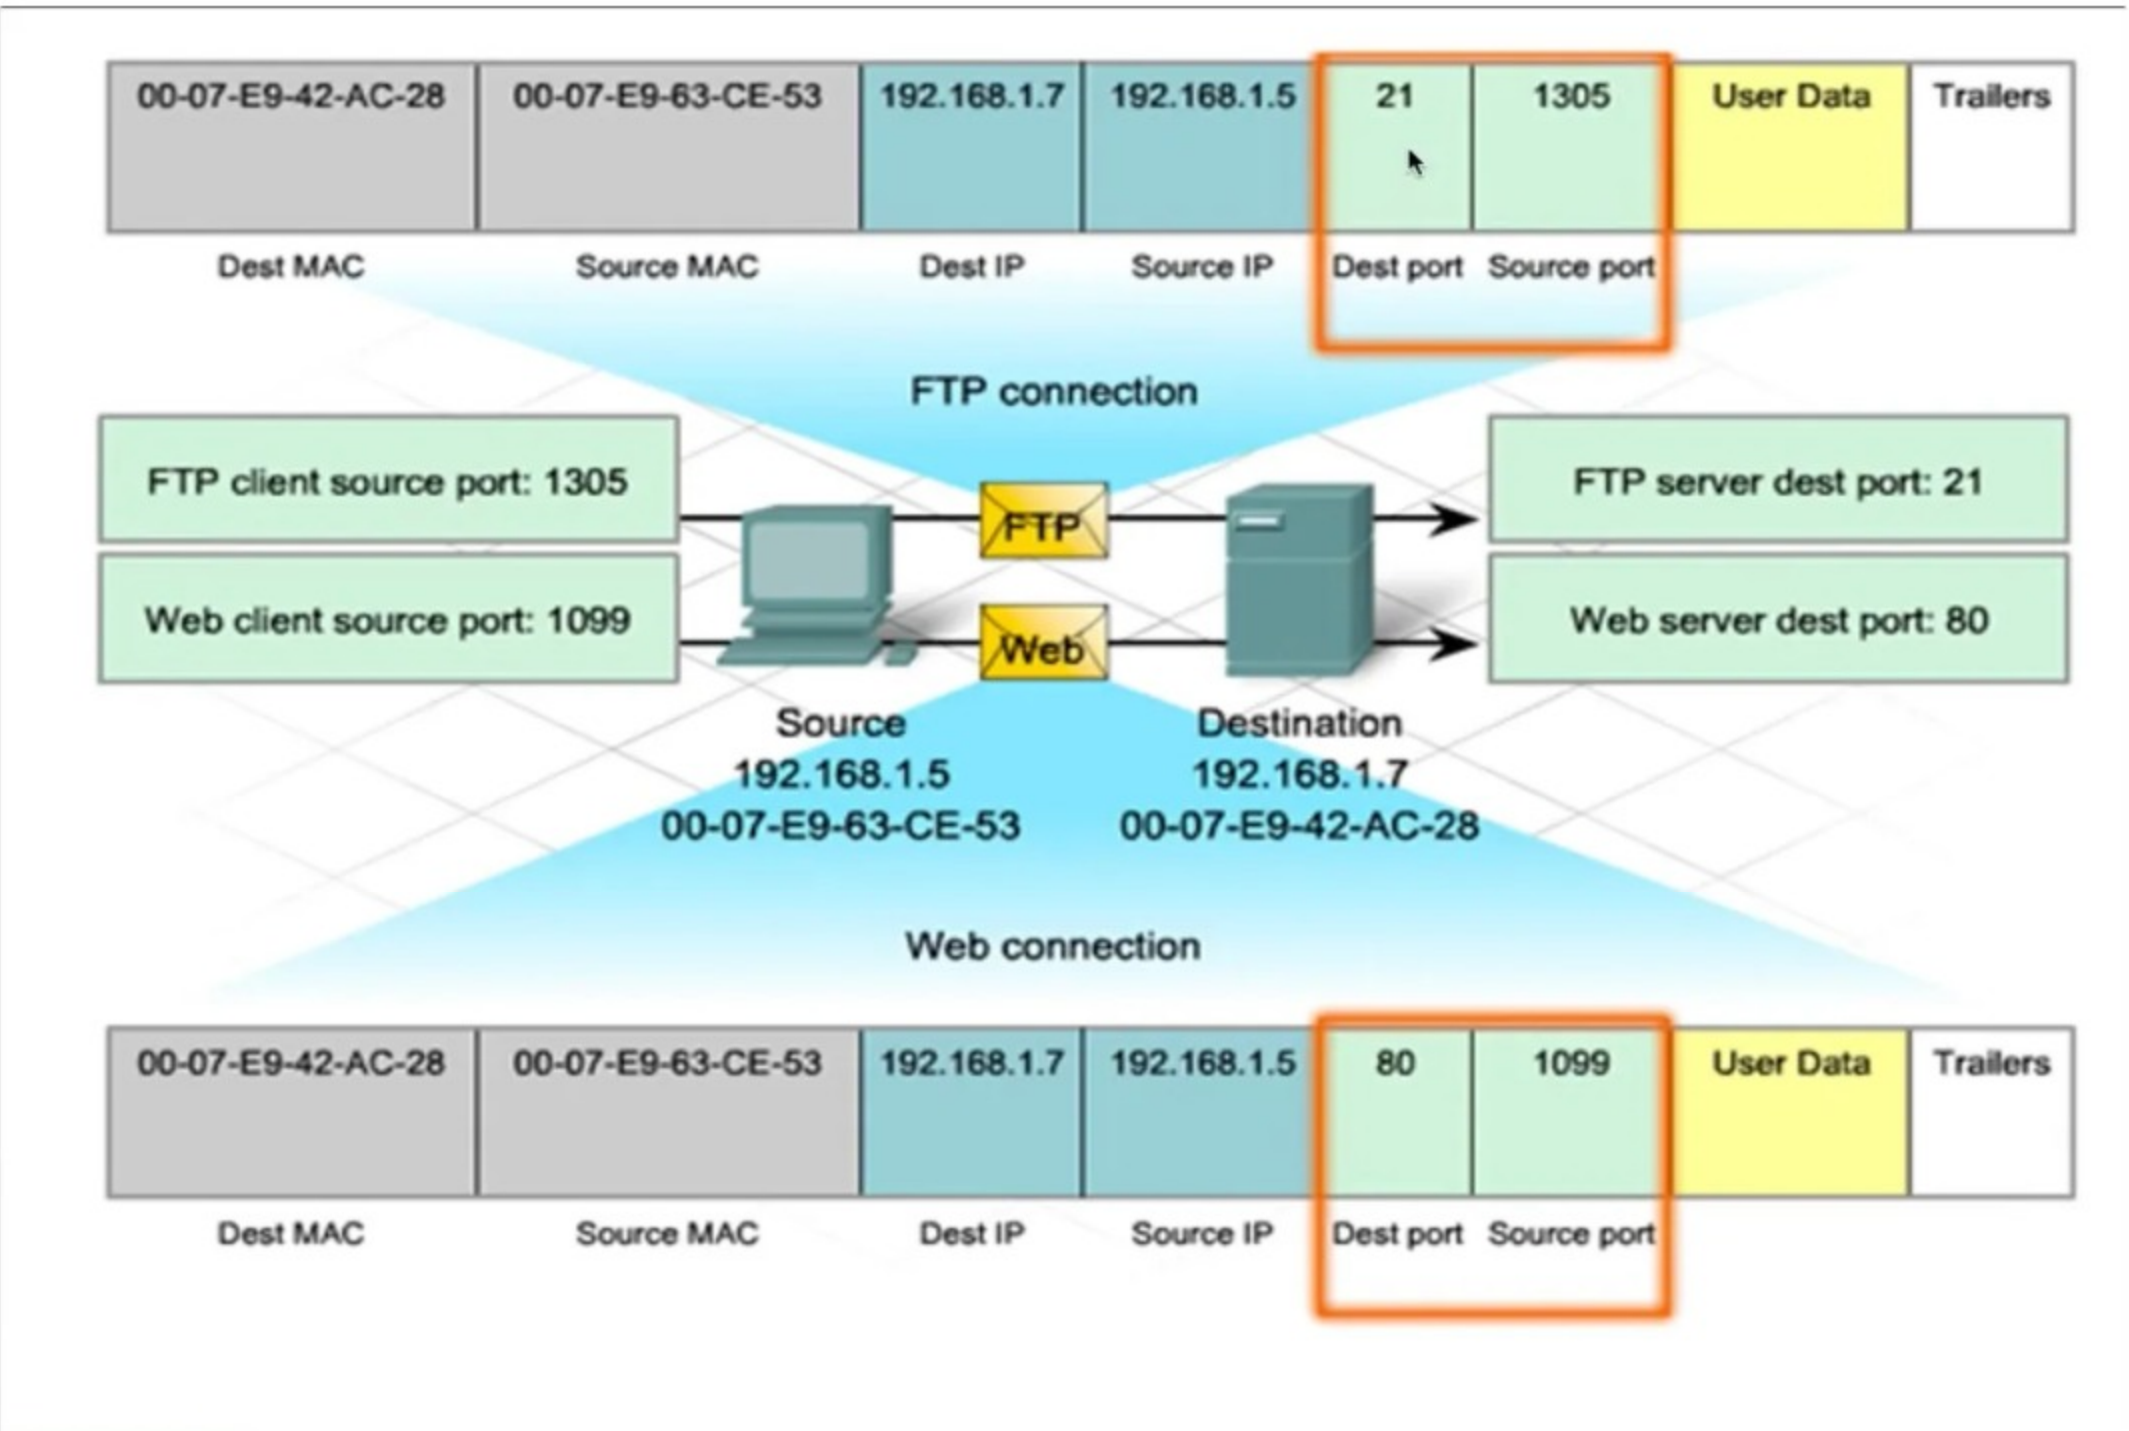 00-07-E9-42-AC-28 00-07-E9-63-CE-53 192.168.1.7 192.168.1.5 21 1305 User Data Trailers
Dest MAC Source MAC Dest IP Source IP Dest port Source port
FTP connection
FTP client source port: 1305 FTP FTP server dest port: 21
Web client source port: 1099 Web Web server dest port: 80
Source Destination
192.168.1.5 192.168.1.7
00-07-E9-63-CE-53 00-07-E9-42-AC-28
Web connection
00-07-E9-42-AC-28 00-07-E9-63-CE-53 192.168.1.7 192.168.1.5 80 1099 User Data Trailers
Dest MAC Source MAC Dest IP Source IP Dest port Source port